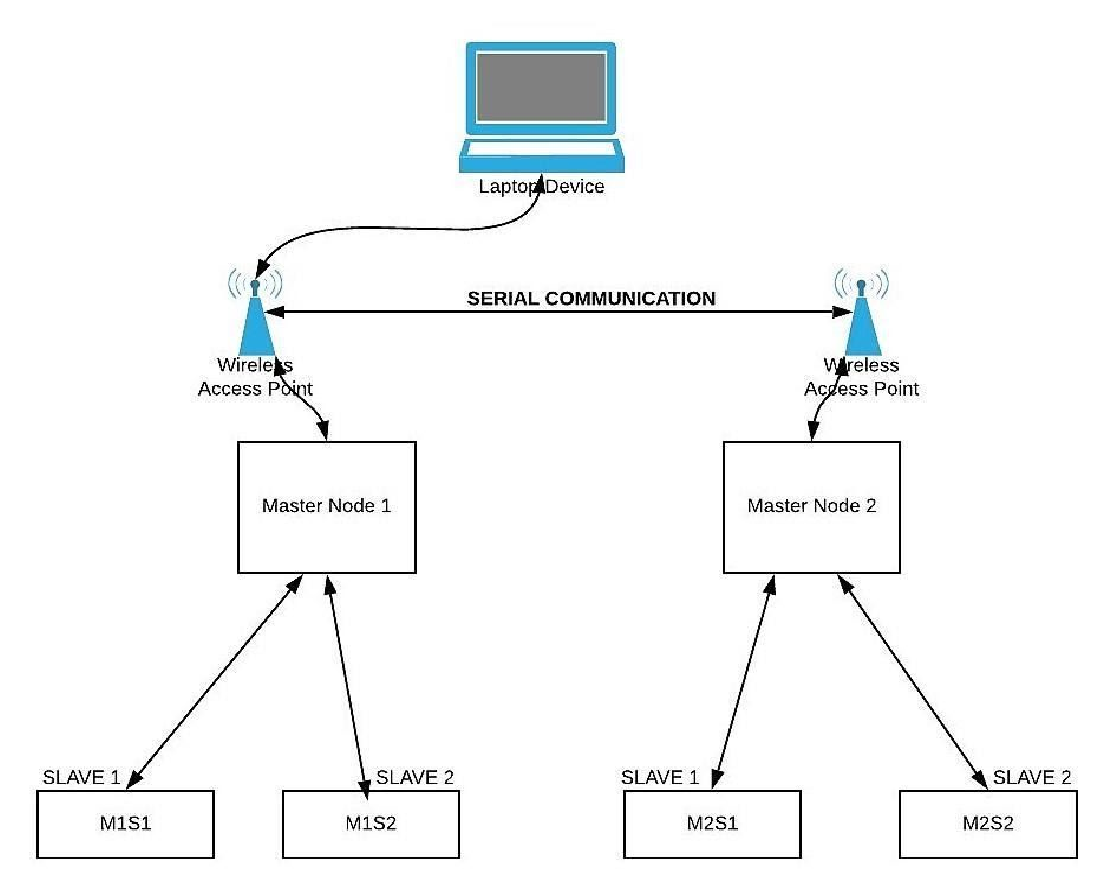 Laptop Device
SERIAL COMMUNICATION
Wireless
Access Point
Wireless
Access Point
Master Node 1
Master Node 2
SLAVE 1
SLAVE 2
SLAVE 1
SLAVE 2
M1S1
M1S2
M2S1
M2S2